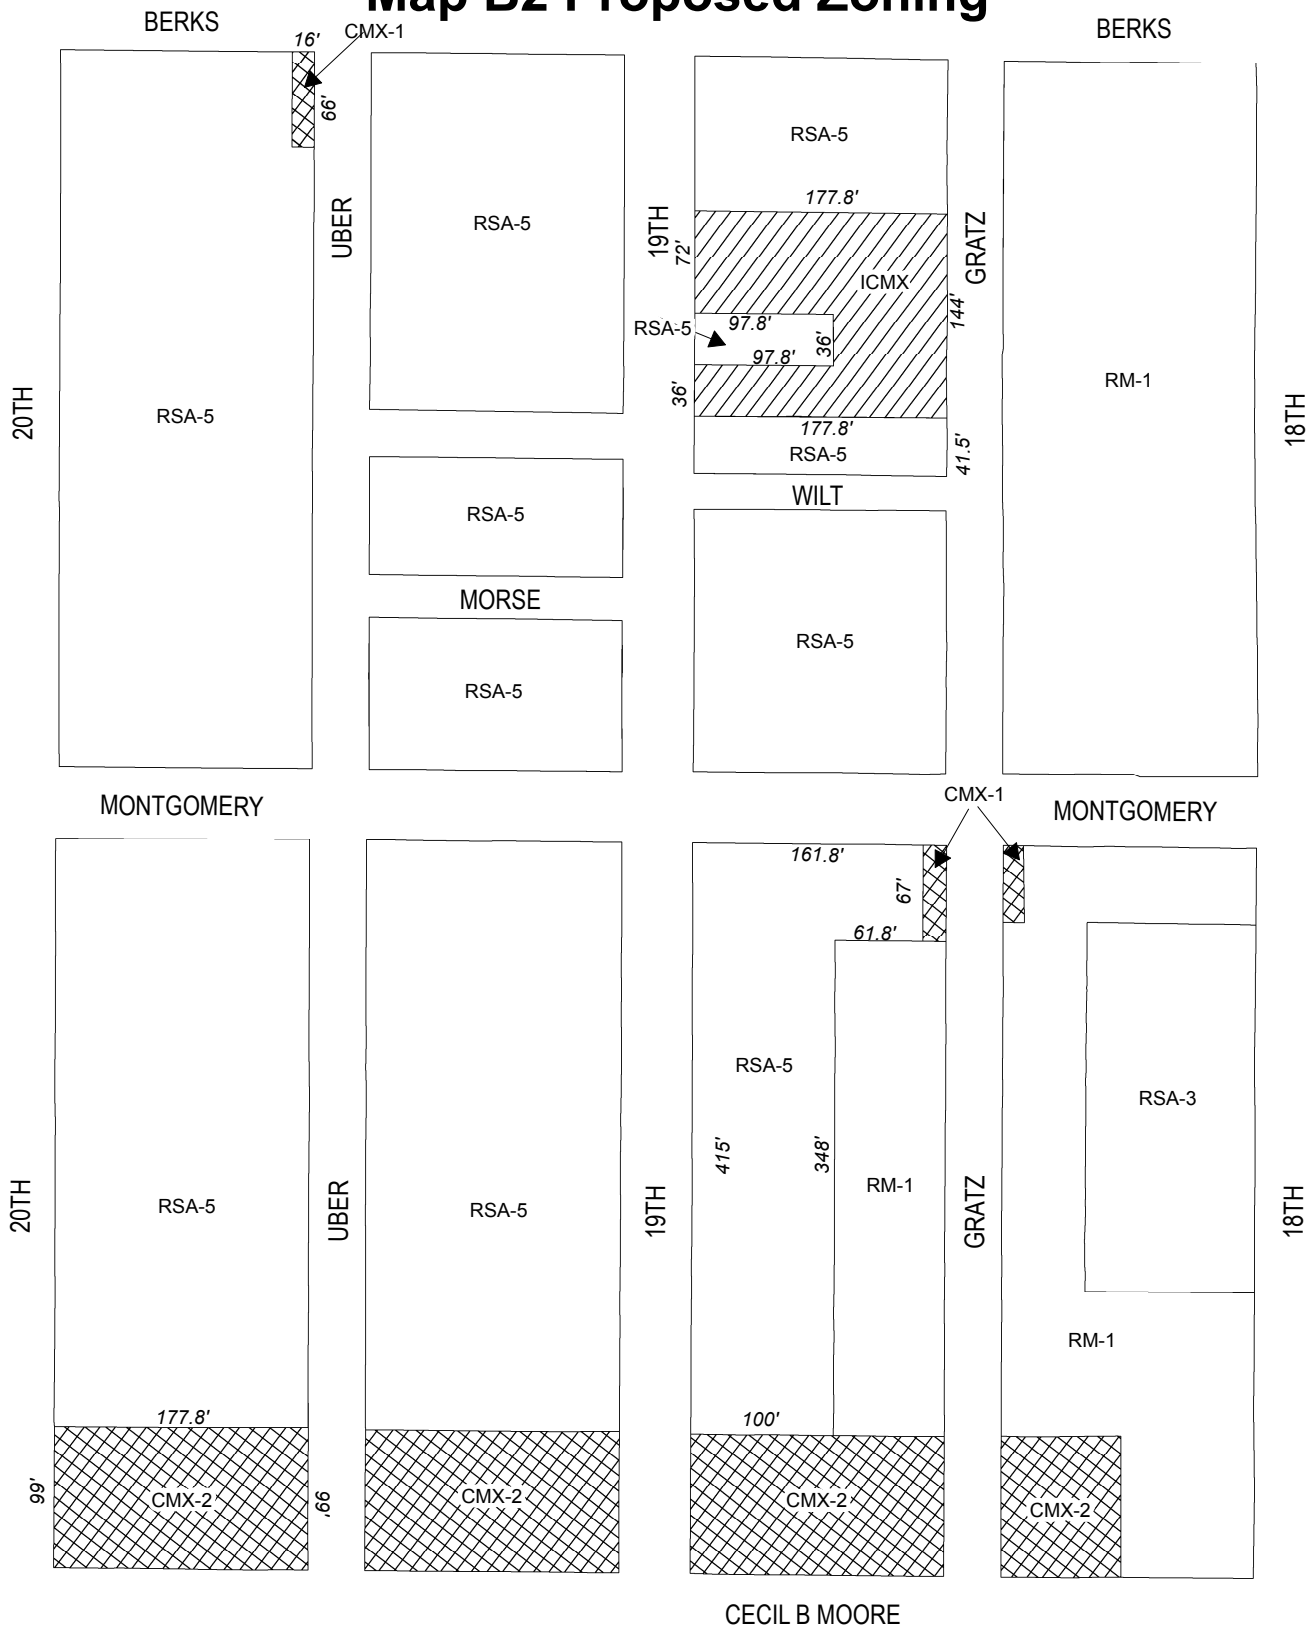 Map B2 Proposed Zoning
BERKS
BERKS
16'
CMX-1
66'
RSA-5
177.8'
RSA-5
UBER
19TH
72'
GRATZ
ICMX
144'
RSA-5
97.8'
36'
97.8'
RM-1
20TH
RSA-5
36'
18TH
177.8'
RSA-5
41.5'
WILT
RSA-5
MORSE
RSA-5
RSA-5
CMX-1
MONTGOMERY
MONTGOMERY
161.8'
67'
61.8'
RSA-5
RSA-3
415'
348'
RM-1
20TH
RSA-5
UBER
RSA-5
19TH
GRATZ
18TH
RM-1
177.8'
100'
99'
CMX-2
99'
CMX-2
CMX-2
CMX-2
CECIL B MOORE